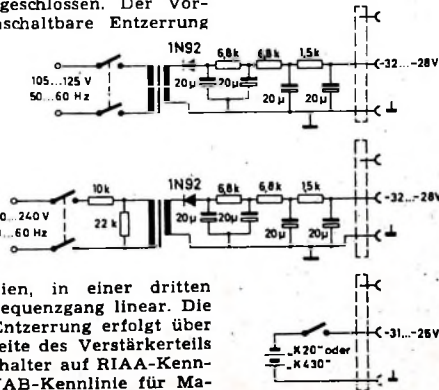 geschlossen. Der Vor-
schaltbare Entzerrung
1N92
6,8k 6,8k 1,5k
-32...-28V
105...125 V
50...60 Hz
20µ 20µ 20µ 20µ
1N92
10k 6,8k 6,8k 1,5k
-32...-28V
...240V
22k 20µ 20µ 20µ 20µ
60 Hz
ien, in einer dritten
equenzgang linear. Die
Entzerrung erfolgt über
eite des Verstärkerteils
halter auf RIAA-Kenn-
AB-Kennlinie für Ma-
-31...-26V
„K20" oder
„K430"